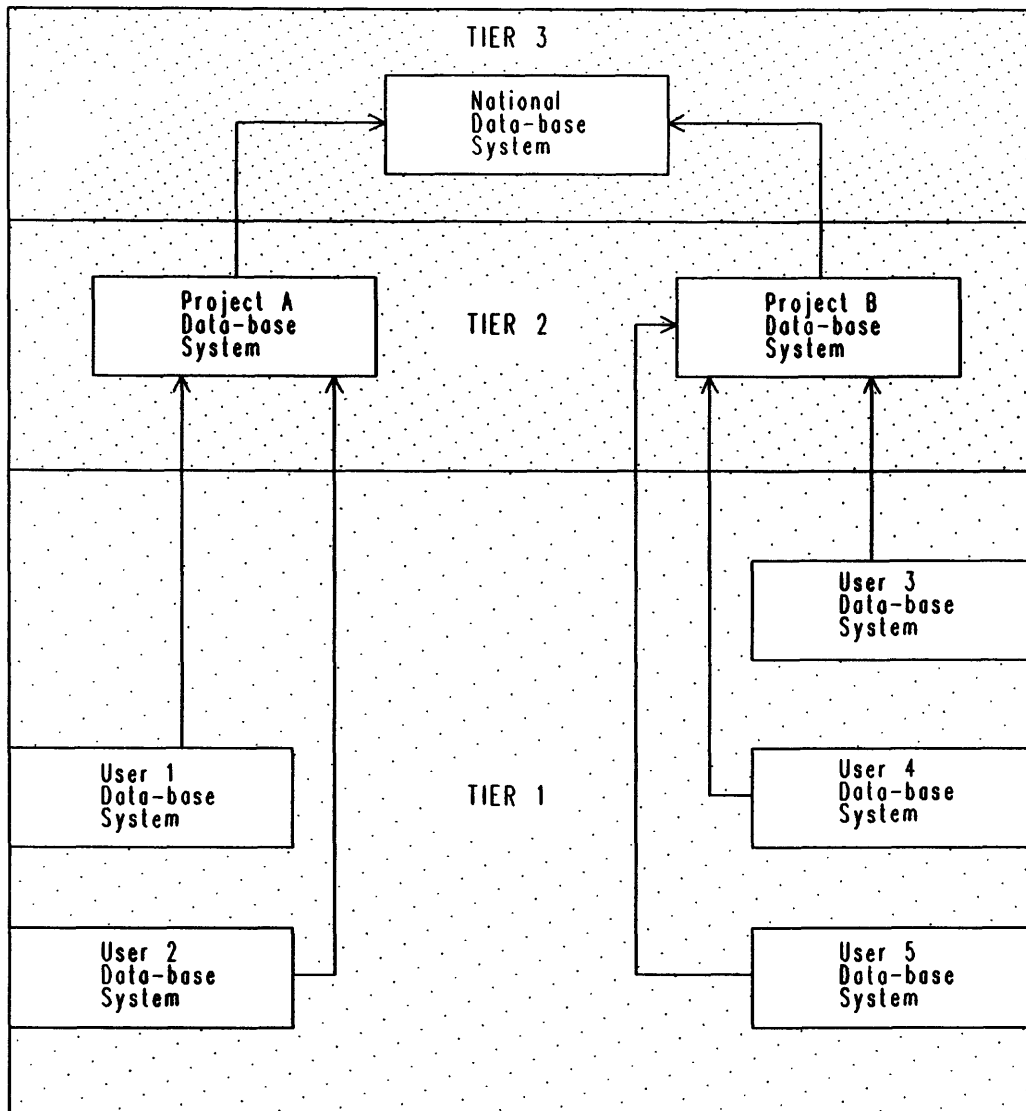 TIER 3
National
Data-base
System
Project A
Data-base
System
TIER 2
Project B
Data-base
System
User 3
Data-base
System
User 1
Data-base
System
TIER 1
User 4
Data-base
System
User 2
Data-base
System
User 5
Data-base
System